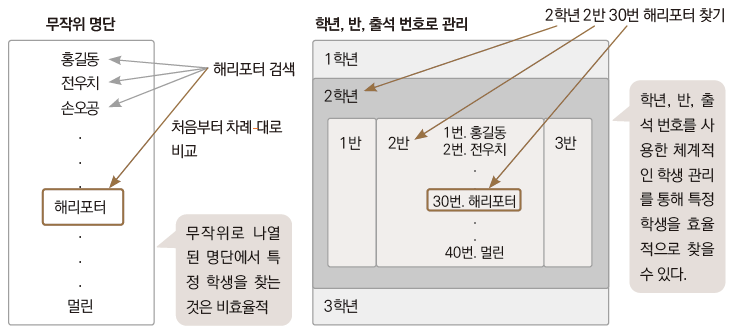 무작위 명단
홍길동
전우치
손오공
해리포터
멀린
해리포터 검색
처음부터 차례 대로
비교
무작위로 나열
된 명단에서 특
정 학생을 찾는
것은 비효율적
학년, 반, 출석 번호로 관리
2학년 2반 30번 해리포터 찾기
1학년
2학년
1반
2반
1번. 홍길동
2번. 전우치
30번. 해리포터
40번. 멀린
3반
3학년
학년, 반, 출
석 번호를 사
용한 체계적
인 학생 관리
를 통해 특정
학생을 효율
적으로 찾을
수 있다.